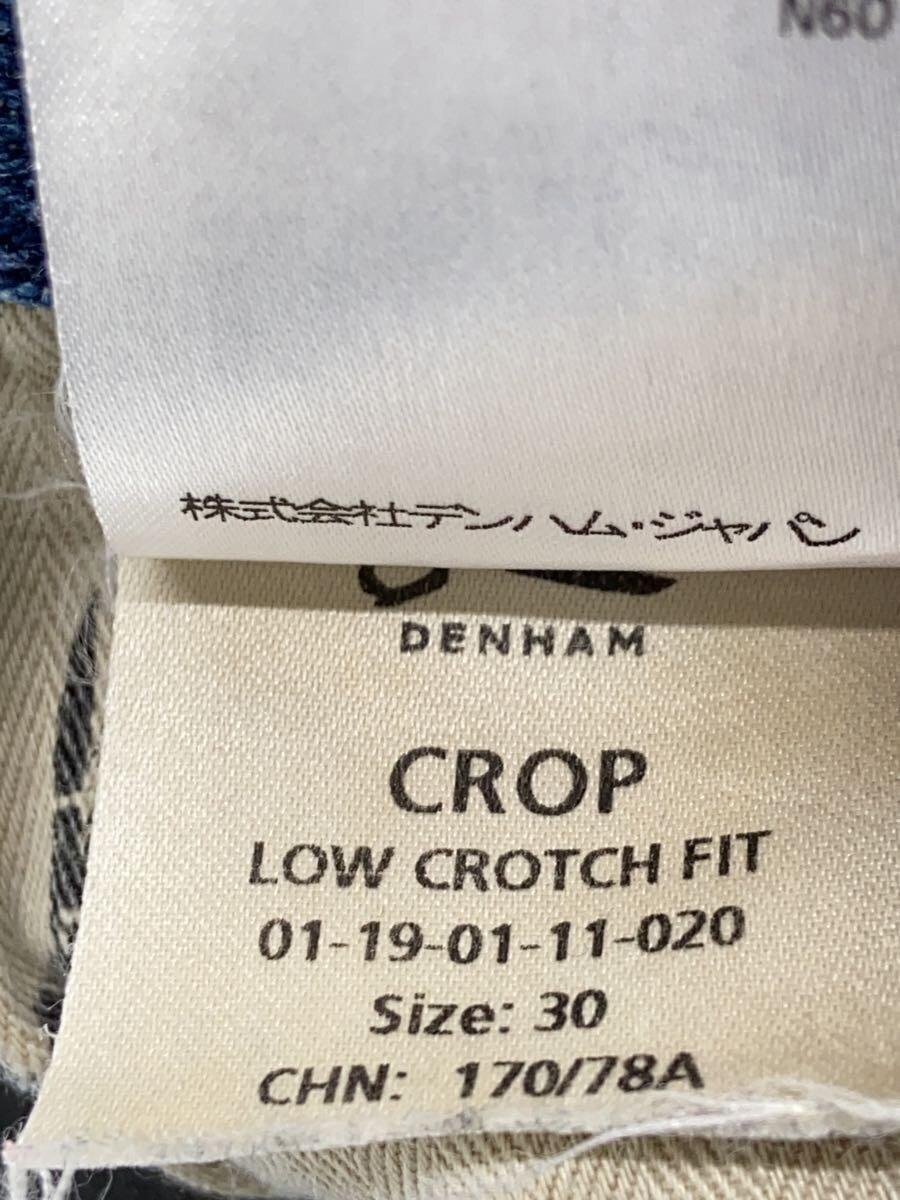 N60
株式会社デンハム・ジャパン
DENHAM
CROP
LOW CROTCH FIT
01-19-01-11-020
Size: 30
CHN: 170/78A